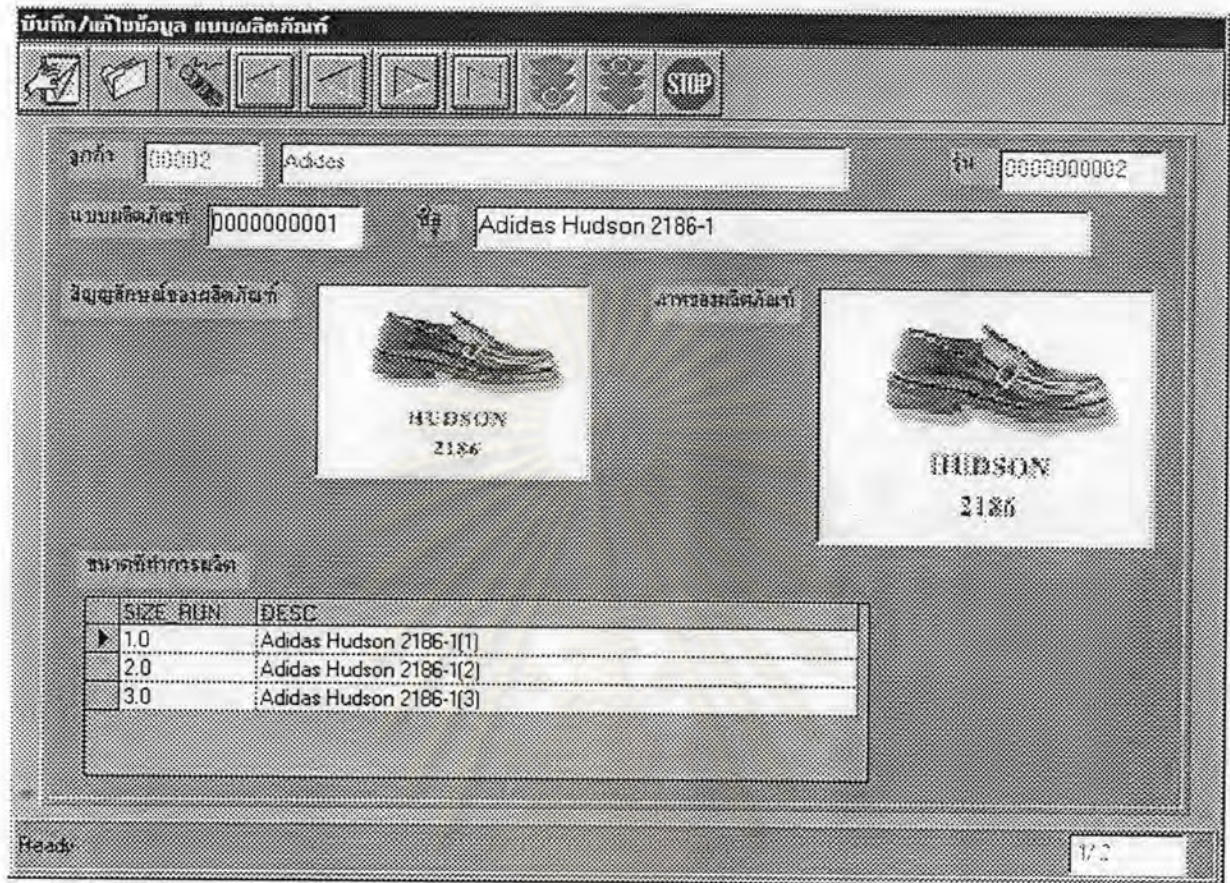 บันทึก/แก้ไขข้อมูล แบบผลิตภัณฑ์
STOP
ลูกค้า 00002 Adides รุ่น 0000000002
แบบผลิตภัณฑ์ 0000000001 ชื่อ Adidas Hudson 2186-1
สัญญลักษณ์ของผลิตภัณฑ์ ภาพของผลิตภัณฑ์
HUDSON
2186
HUDSON
2186
ขนาดที่ทำการผลิต
SIZE_RUN DESC
1.0 Adidas Hudson 2186-1(1)
2.0 Adidas Hudson 2186-1(2)
3.0 Adidas Hudson 2186-1(3)
Ready 1/ 2